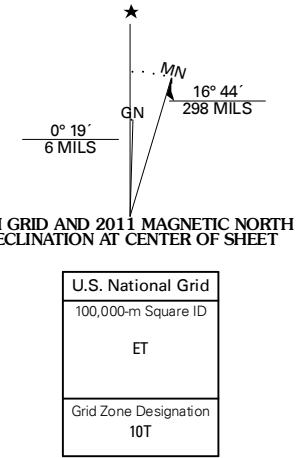 MN
GN
16° 44´
298 MILS
0° 19´
6 MILS
GRID AND 2011 MAGNETIC NORTH
ECLINATION AT CENTER OF SHEET
U.S. National Grid
100,000-m Square ID
ET
Grid Zone Designation
10T